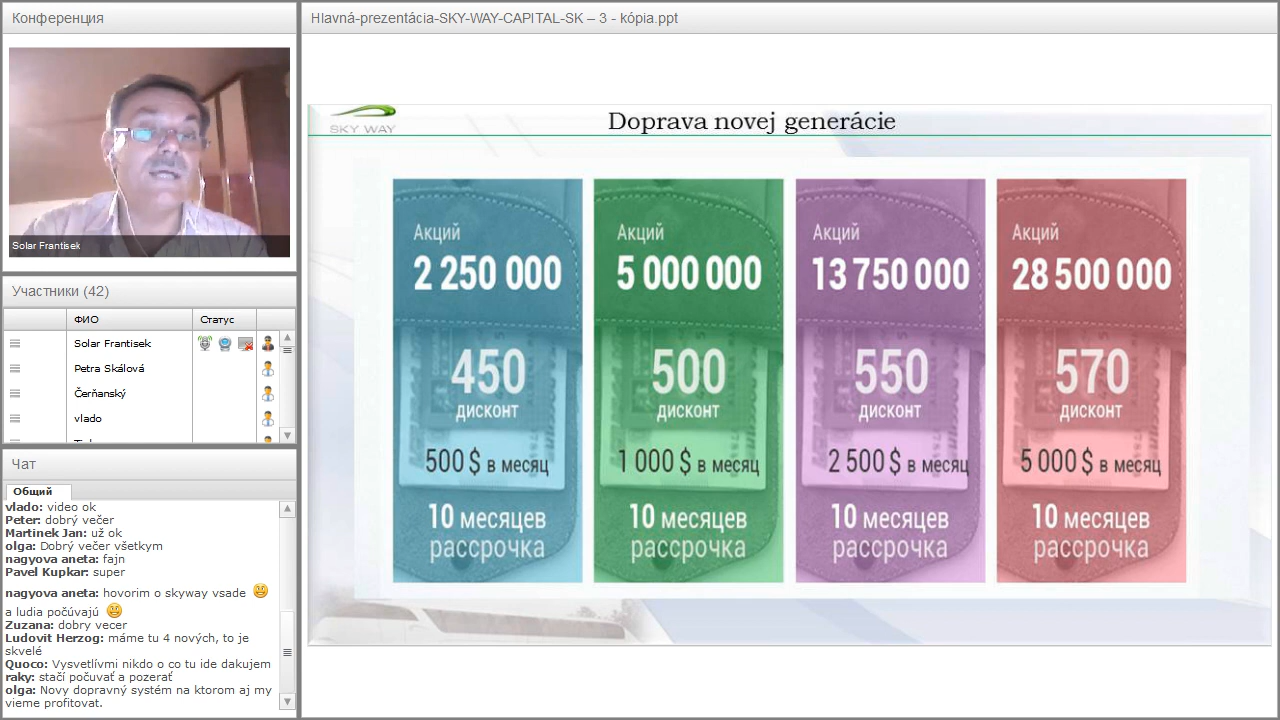 Конференция
Solar Frantisek
Участники (42)
ФИО Статус
Solar Frantisek
Petra Skálová
Čerňanský
vlado
Чат
Общий
vlado: video ok
Peter: dobrý večer
Martinek Jan: už ok
olga: Dobrý večer všetkym
nagyova aneta: fajn
Pavel Kupkar: super
nagyova aneta: hovorim o skyway vsade
a ludia počúvajú
Zuzana: dobry vecer
Ludovit Herzog: máme tu 4 nových, to je
skvelé
Quoco: Vysvetlívmi nikdo o co tu ide dakujem
raky: stačí počuvať a pozerať
olga: Novy dopravný systém na ktorom aj my
vieme profitovat.
Hlavná-prezentácia-SKY-WAY-CAPITAL-SK – 3 - kópia.ppt
SKY WAY
Doprava novej generácie
Акций
2 250 000
450
дисконт
500 $ в месяц
10 месяцев
рассрочка
Акций
5 000 000
500
дисконт
1 000 $ в месяц
10 месяцев
рассрочка
Акций
13 750 000
550
дисконт
2 500 $ в месяц
10 месяцев
рассрочка
Акций
28 500 000
570
дисконт
5 000 $ в месяц
10 месяцев
рассрочка